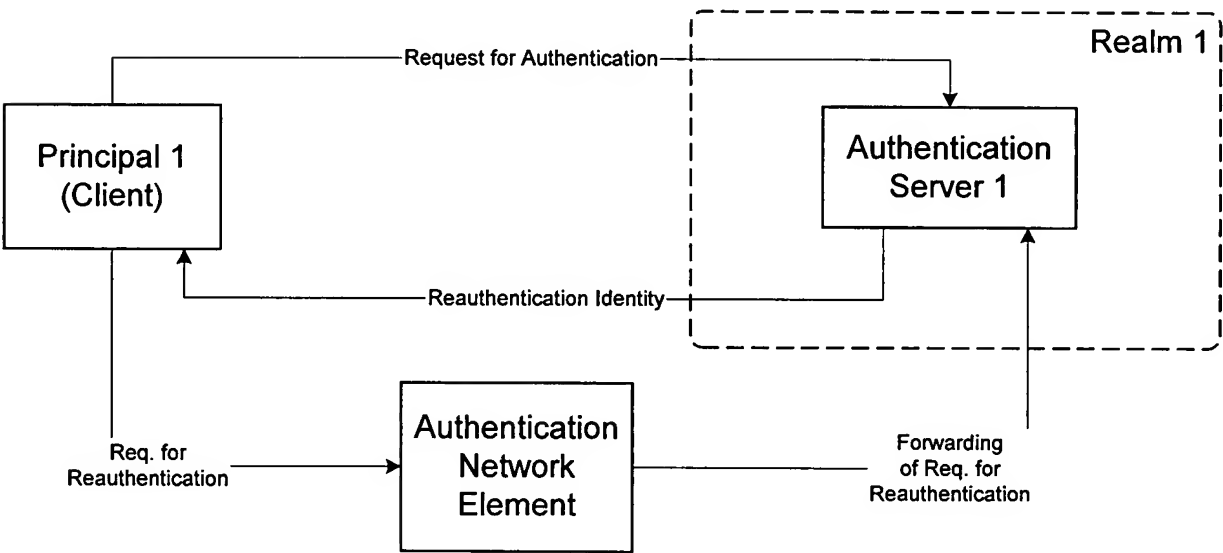 Realm 1
Request for Authentication
Principal 1
(Client)
Authentication
Server 1
Reauthentication Identity
Authentication
Network
Element
Req. for
Reauthentication
Forwarding
of Req. for
Reauthentication